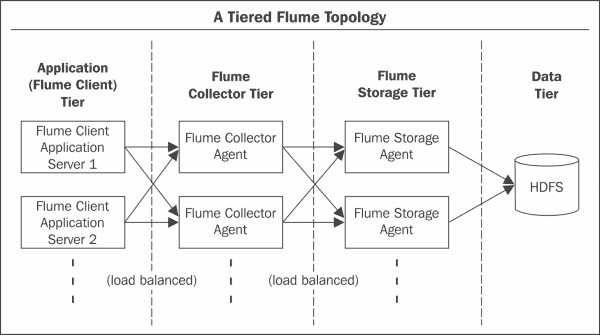 A Tiered Flume Topology
Application
(Flume Client)
Tier
Flume
Collector Tier
Flume
Storage Tier
Data
Tier
Flume Client
Application
Server 1
Flume Collector
Agent
Flume Storage
Agent
HDFS
Flume Client
Application
Server 2
Flume Collector
Agent
Flume Storage
Agent
(load balanced)
(load balanced)